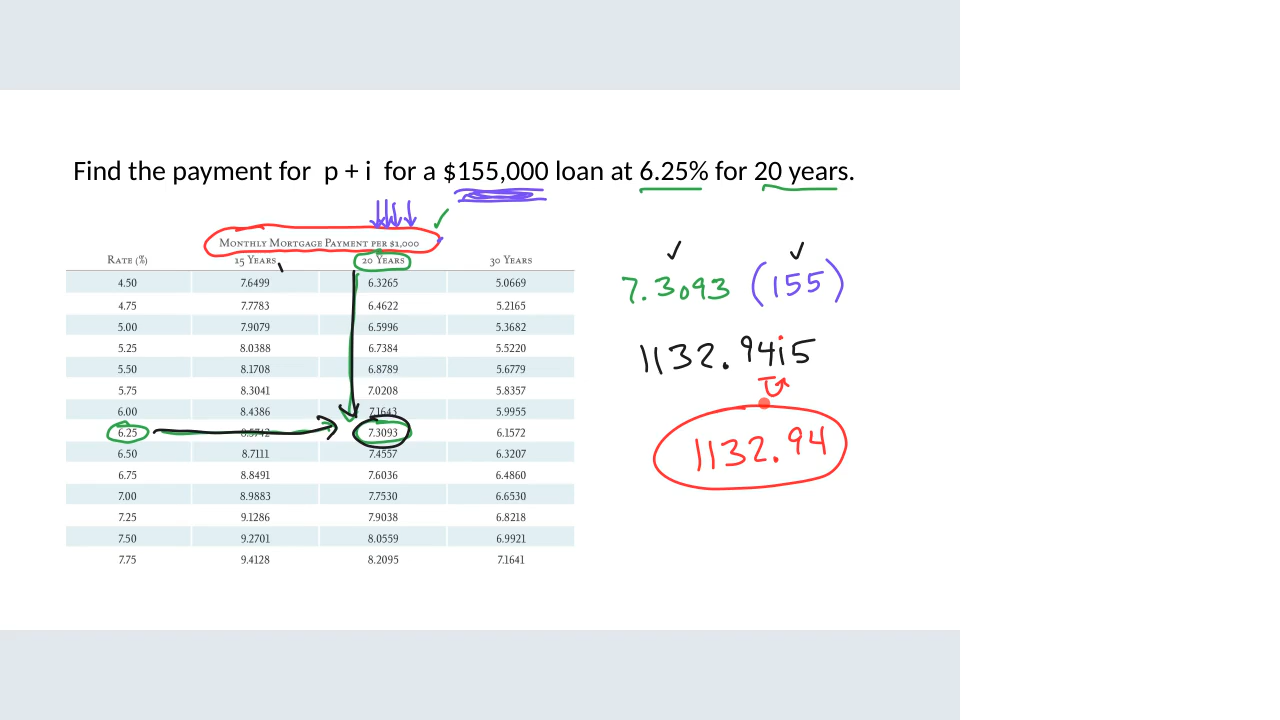 Find the payment for p + i for a $155,000 loan at 6.25% for 20 years.
Monthly Mortgage Payment per $1,000
Rate (%) 15 Years 20 Years 30 Years
4.50 7.6499 6.3265 5.0669
4.75 7.7783 6.4622 5.2165
5.00 7.9079 6.5996 5.3682
5.25 8.0388 6.7384 5.5220
5.50 8.1708 6.8789 5.6779
5.75 8.3041 7.0208 5.8357
6.00 8.4386 7.1643 5.9955
6.25 8.5742 7.3093 6.1572
6.50 8.7111 7.4557 6.3207
6.75 8.8491 7.6036 6.4860
7.00 8.9883 7.7530 6.6530
7.25 9.1286 7.9038 6.8218
7.50 9.2701 8.0559 6.9921
7.75 9.4128 8.2095 7.1641
7.3093 (155)
1132.9415
1132.94